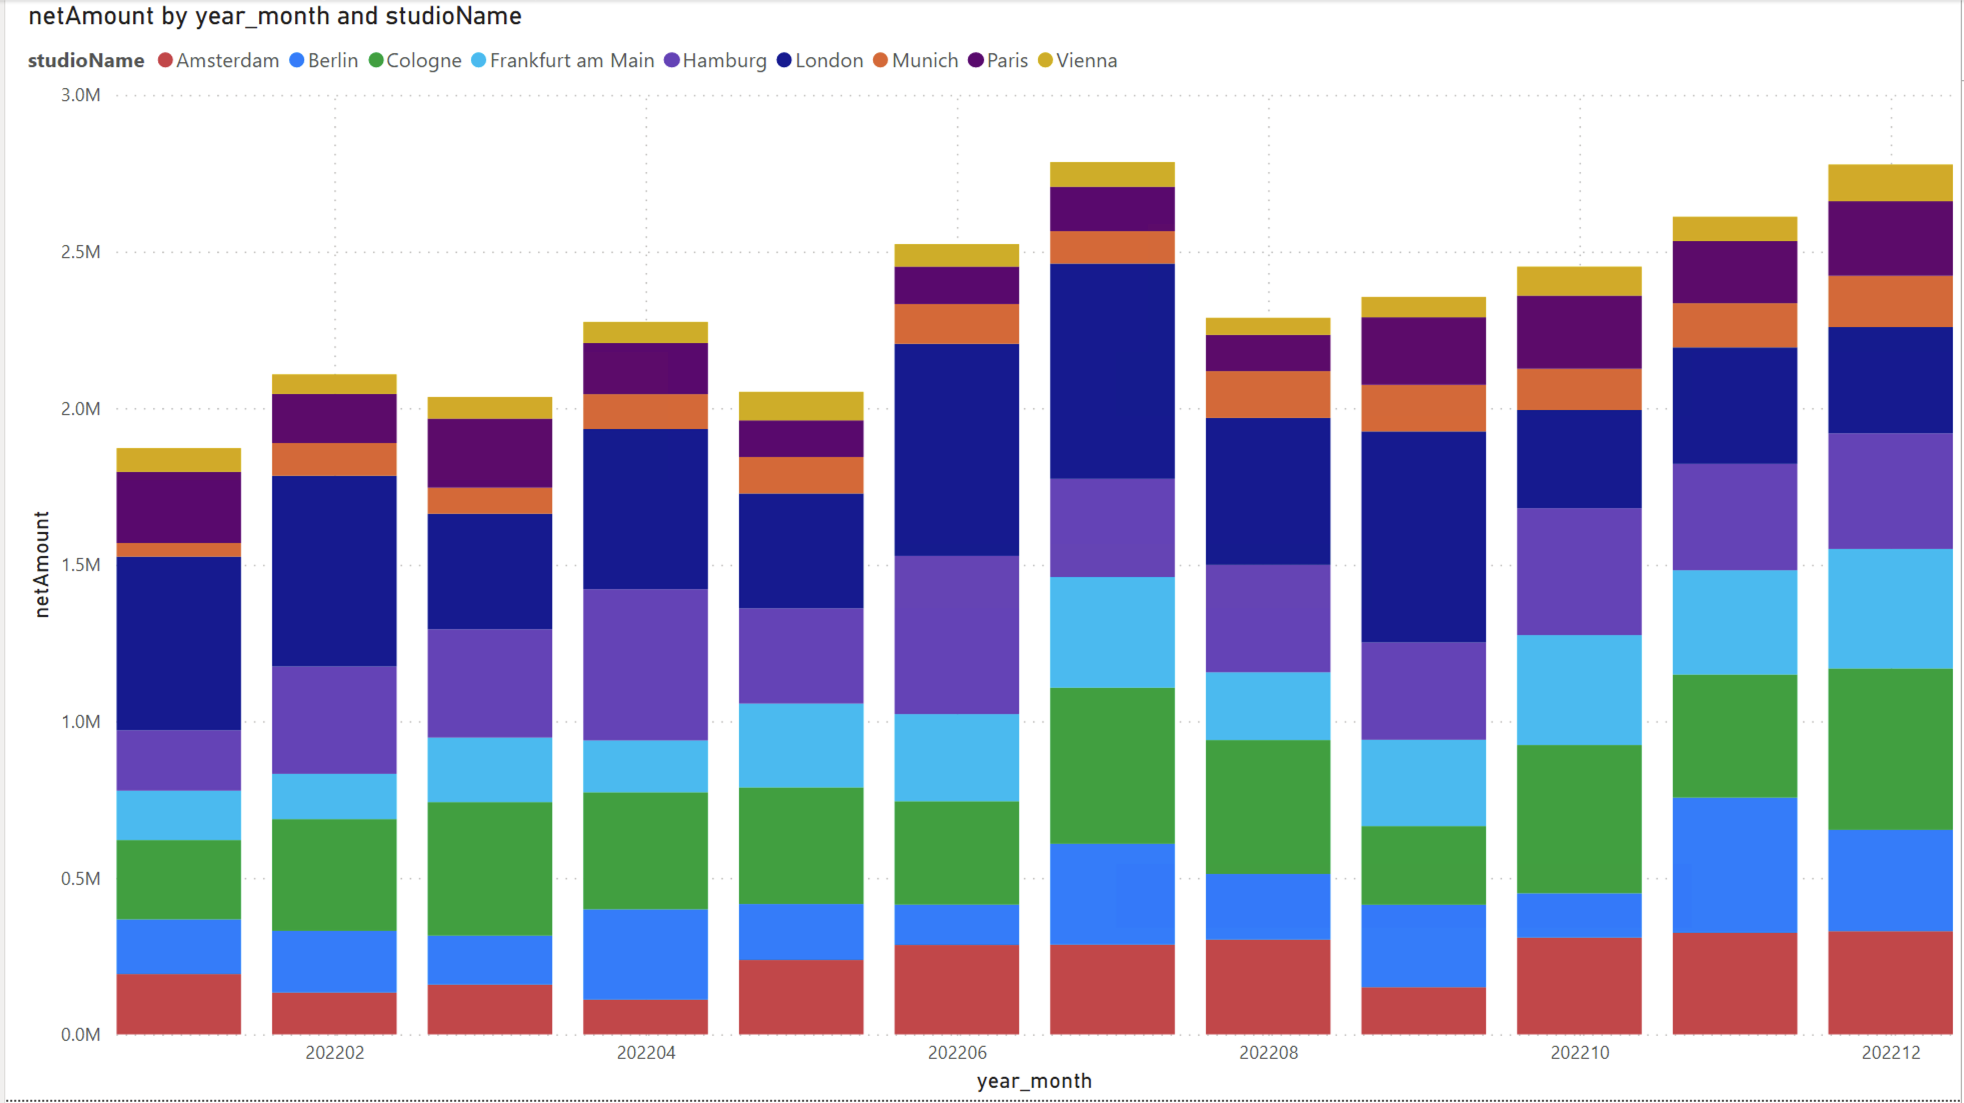 netAmount by year_month and studioName
studioName Amsterdam Berlin Cologne Frankfurt am Main Hamburg London Munich Paris Vienna
3.0M
2.5M
2.0M
1.5M
1.0M
0.5M
0.0M
netAmount
202202 202204 202206 202208 202210 202212
year_month